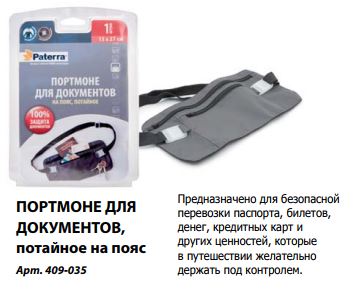 1
15 x 27 см
Paterra
ПОРТМОНЕ
ДЛЯ ДОКУМЕНТОВ
НА ПОЯС, ПОТАЙНОЕ
100%
ЗАЩИТА
ДОКУМЕНТОВ
ПОРТМОНЕ ДЛЯ
ДОКУМЕНТОВ,
потайное на пояс
Арт. 409-035
Предназначено для безопасной
перевозки паспорта, билетов,
денег, кредитных карт и
других ценностей, которые
в путешествии желательно
держать под контролем.